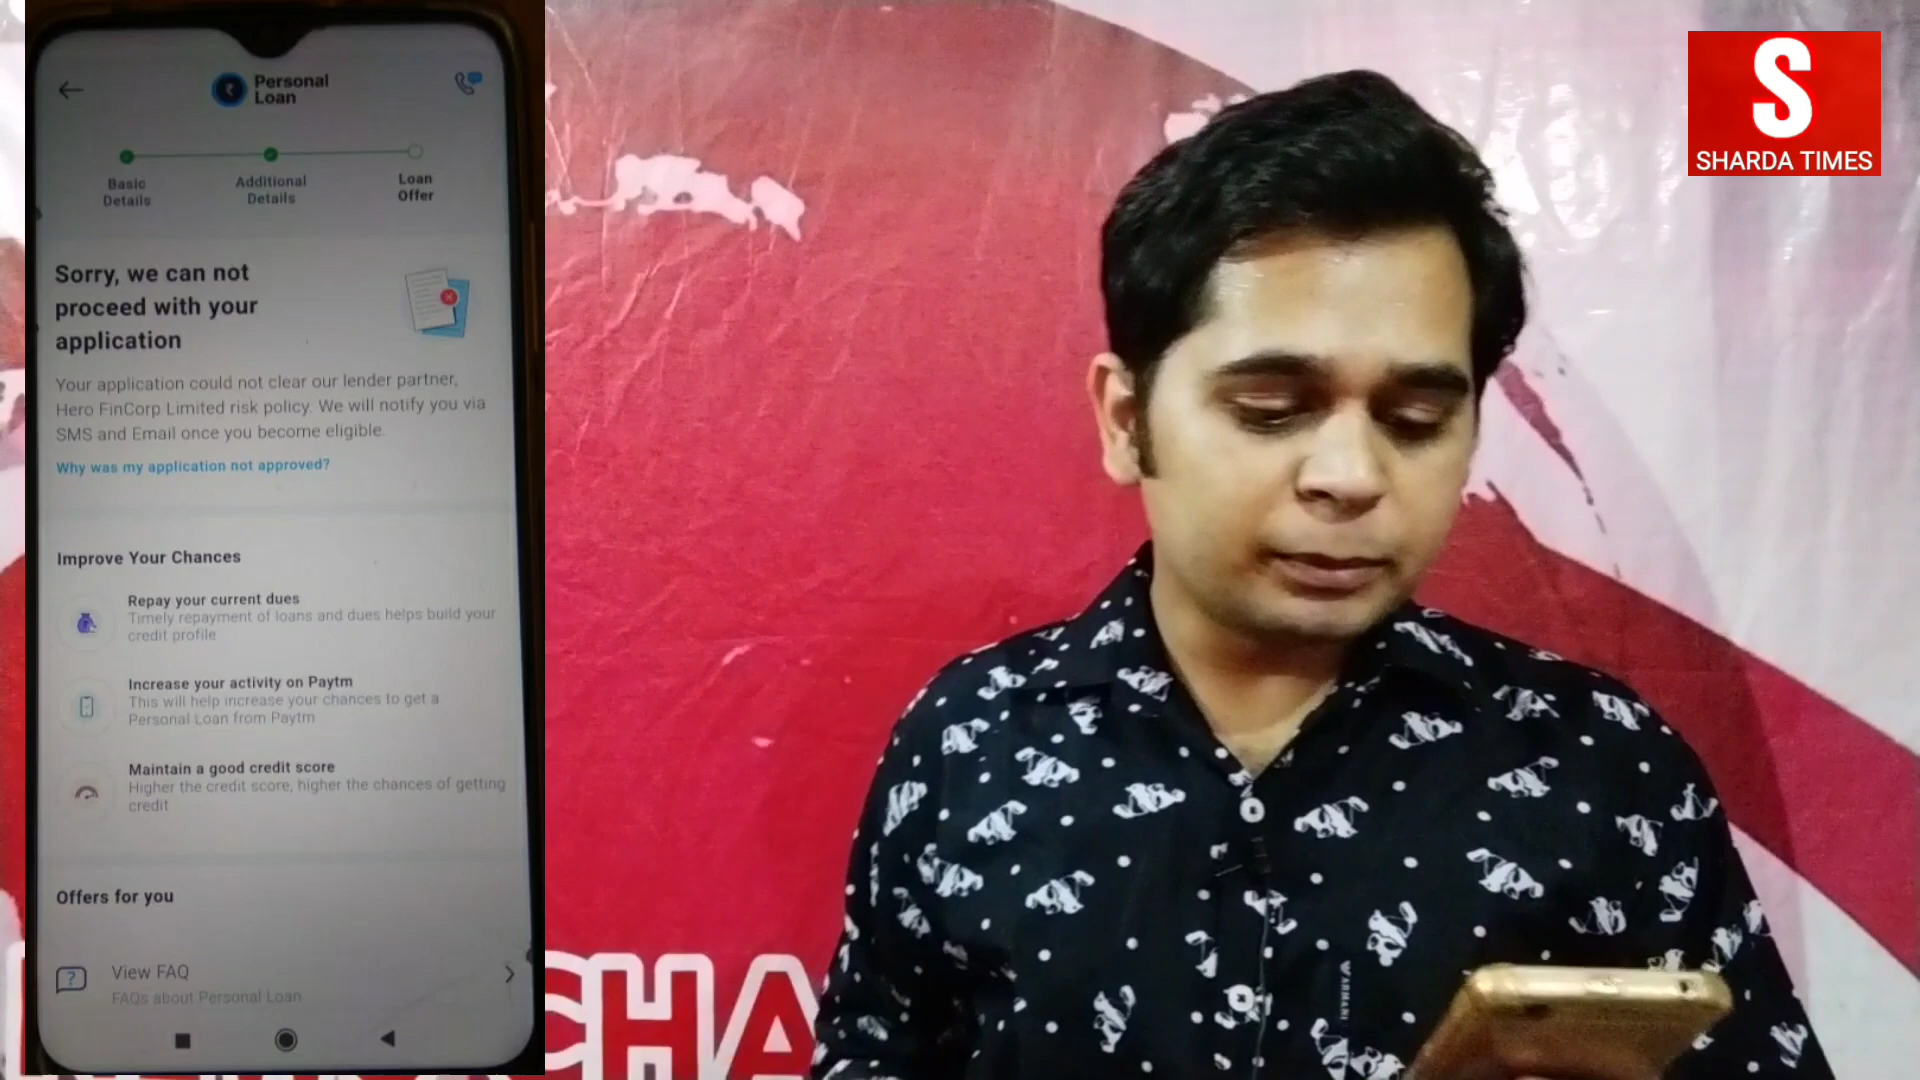 Personal
Loan
Basic
Details
Additional
Details
Loan
Offer
Sorry, we can not
proceed with your
application
Your application could not clear our lender partner,
Hero FinCorp Limited risk policy. We will notify you via
SMS and Email once you become eligible.
Why was my application not approved?
Improve Your Chances
Repay your current dues
Timely repayment of loans and dues helps build your
credit profile
Increase your activity on Paytm
This will help increase your chances to get a
Personal Loan from Paytm
Maintain a good credit score
Higher the credit score, higher the chances of getting
credit
Offers for you
View FAQ
FAQs about Personal Loan
S
SHARDA TIMES